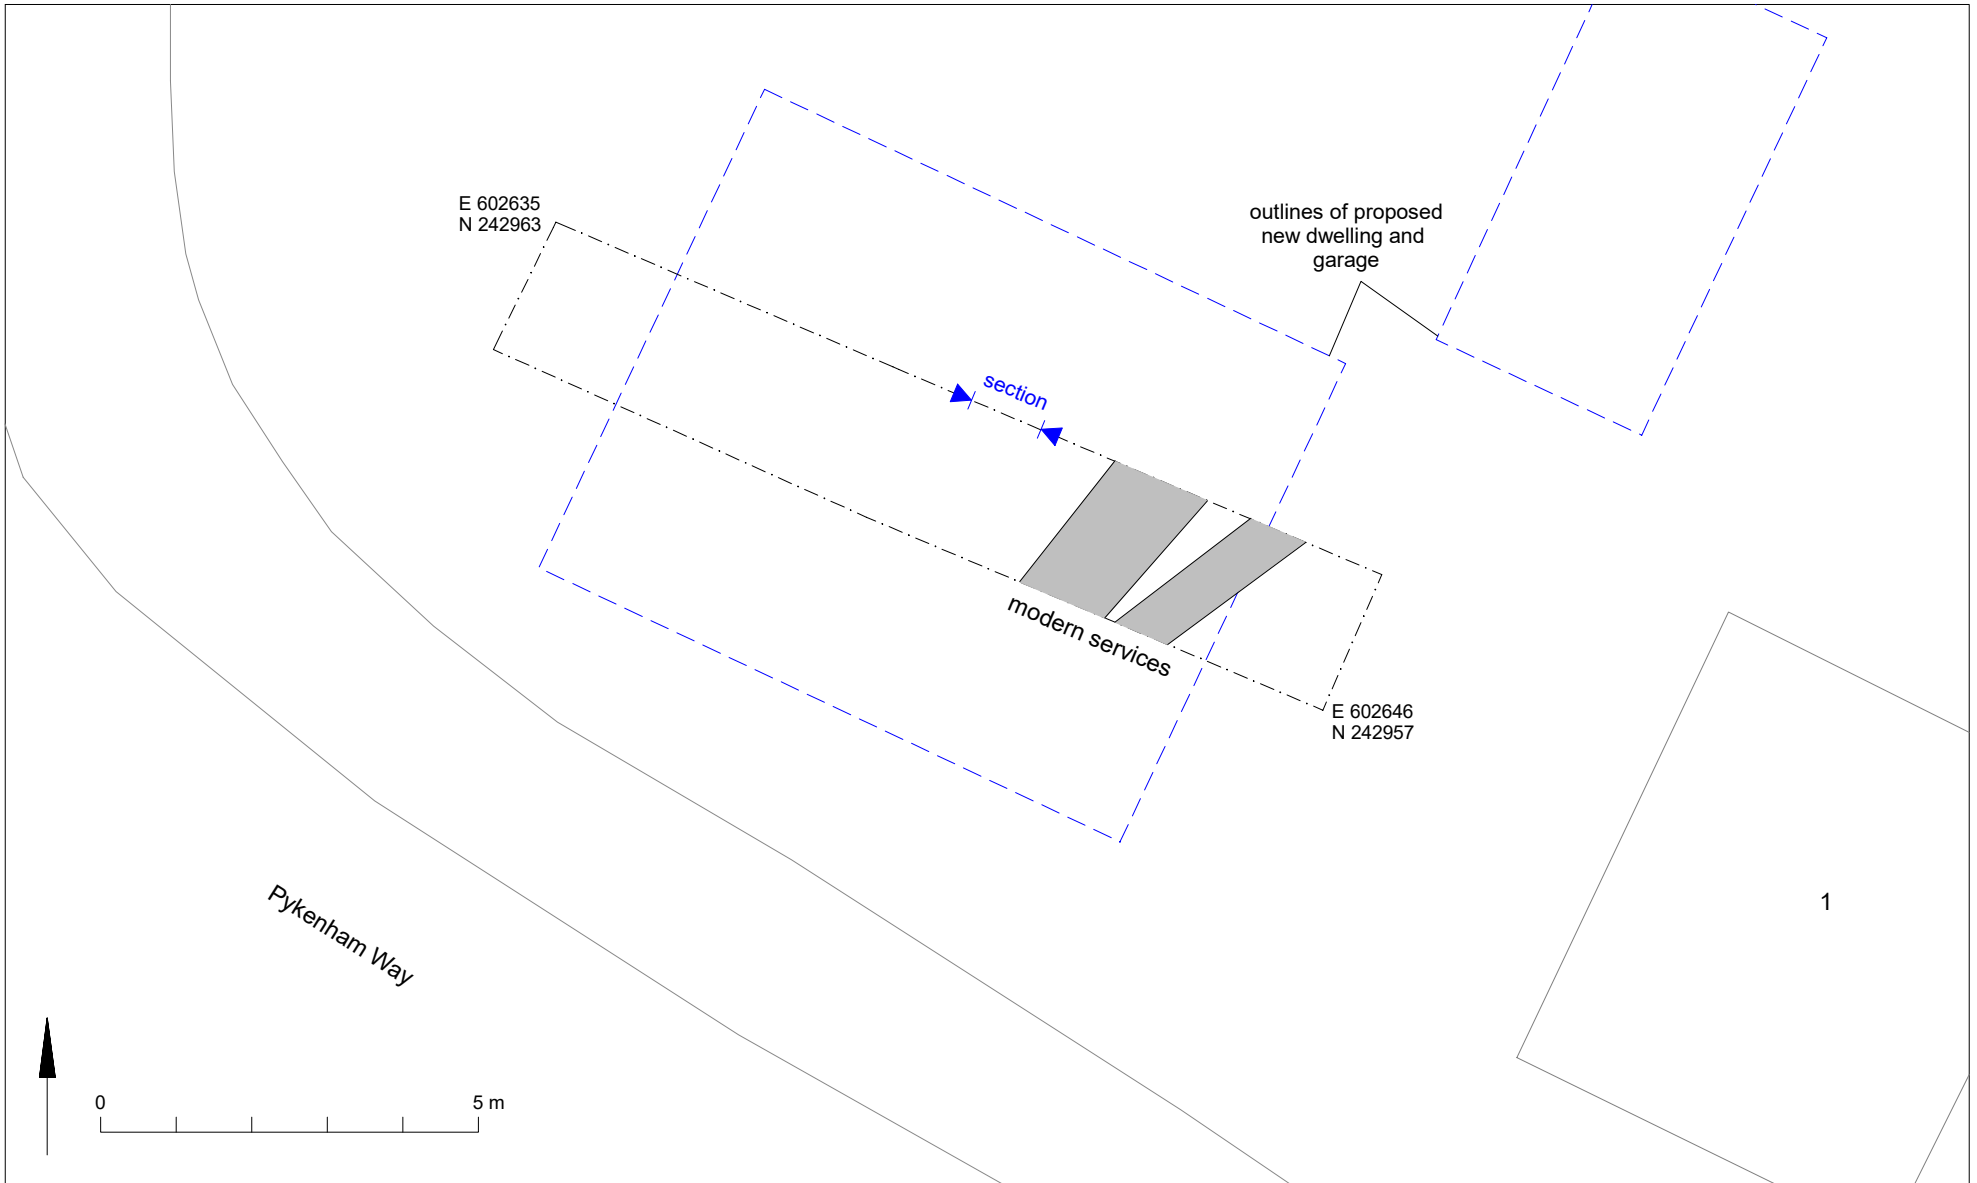 E 602635
N 242963
outlines of proposed
new dwelling and
garage
section
modern services
E 602646
N 242957
1
Pykenham Way
0
5 m